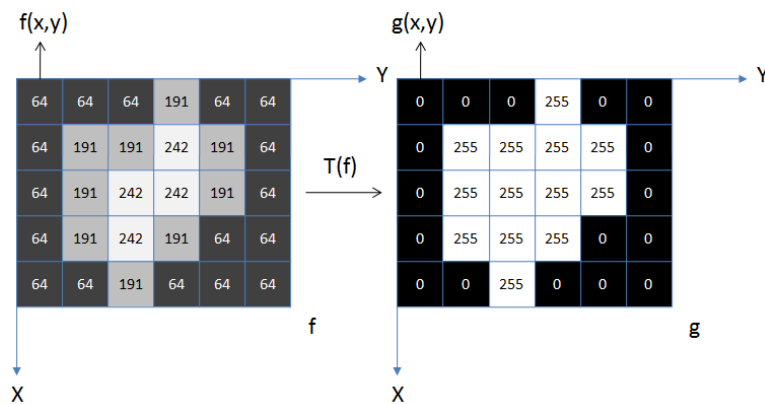 f(x,y) g(x,y)
Y Y
64 64 64 191 64 64 0 0 0 255 0 0
64 191 191 242 191 64 0 255 255 255 255 0
T(f)
64 191 242 242 191 64 0 255 255 255 255 0
64 191 242 191 64 64 0 255 255 255 0 0
64 64 191 64 64 64 0 0 255 0 0 0
f g
X X